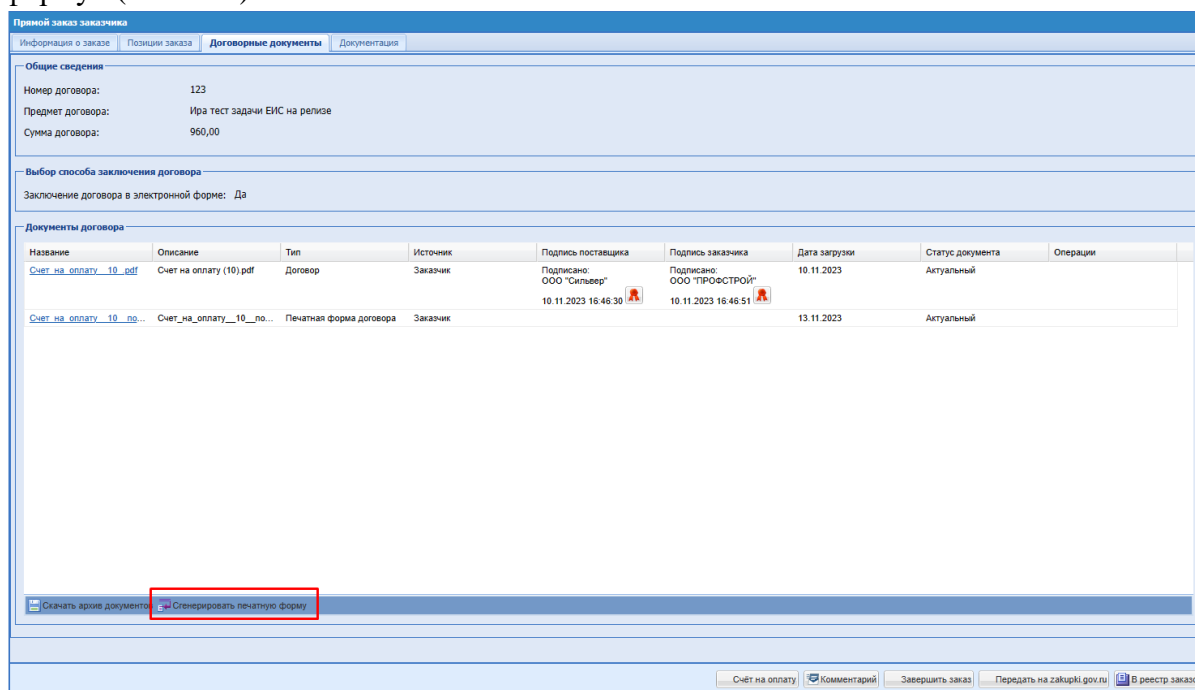 Прямой заказ заказчика
Информация о заказе Позиции заказа Договорные документы Документация
Общие сведения
Номер договора: 123
Предмет договора: Ира тест задачи ЕИС на релизе
Сумма договора: 960,00
Выбор способа заключения договора
Заключение договора в электронной форме: Да
Документы договора
Название Описание Тип Источник Подпись поставщика Подпись заказчика Дата загрузки Статус документа Операции
Счет_на_оплату__10_.pdf Счет на оплату (10).pdf Договор Заказчик Подписано: Подписано: 10.11.2023 Актуальный
ООО "Сильвер" ООО "ПРОФСТРОЙ"
10.11.2023 16:46:30 10.11.2023 16:46:51
Счет_на_оплату__10__по... Счет_на_оплату__10__по... Печатная форма договора Заказчик 13.11.2023 Актуальный
Скачать архив документов Сгенерировать печатную форму
Счёт на оплату Комментарий Завершить заказ Передать на zakupki.gov.ru В реестр заказо